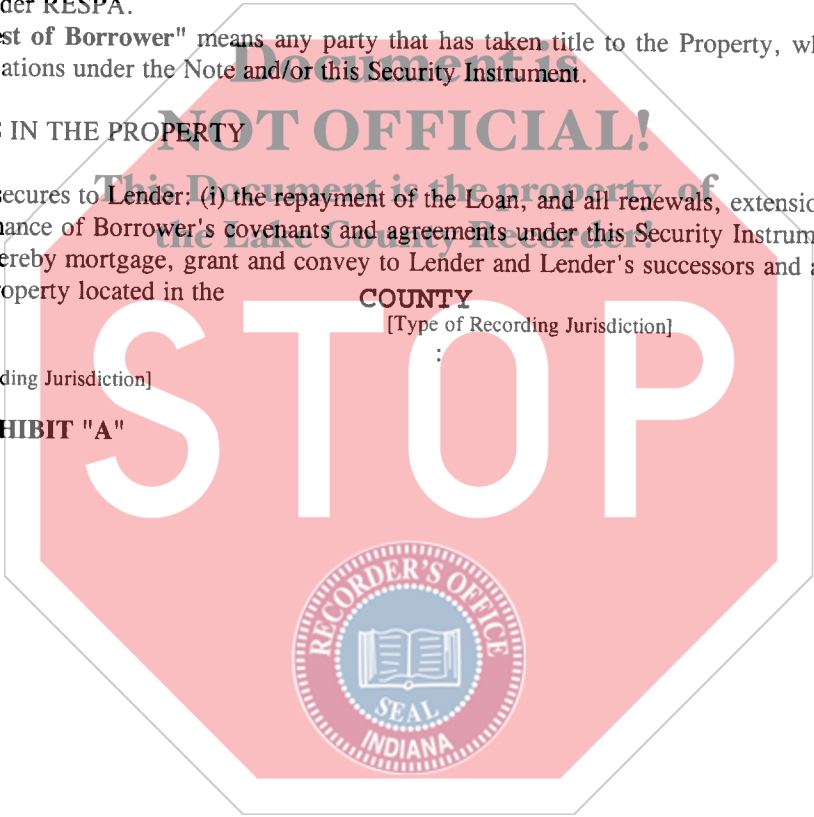 der RESPA.
est of Borrower" means any party that has taken title to the Property, wh
ations under the Note and/or this Security Instrument.
Document is
NOT OFFICIAL!
This Document is the property of
the Lake County Recorder!
IN THE PROPERTY
secures to Lender: (i) the repayment of the Loan, and all renewals, extensio
nance of Borrower's covenants and agreements under this Security Instrum
ereby mortgage, grant and convey to Lender and Lender's successors and a
operty located in the COUNTY
[Type of Recording Jurisdiction]
:
ding Jurisdiction]
HIBIT "A"
STOP
RECORDER'S OFFICE
SEAL
INDIANA